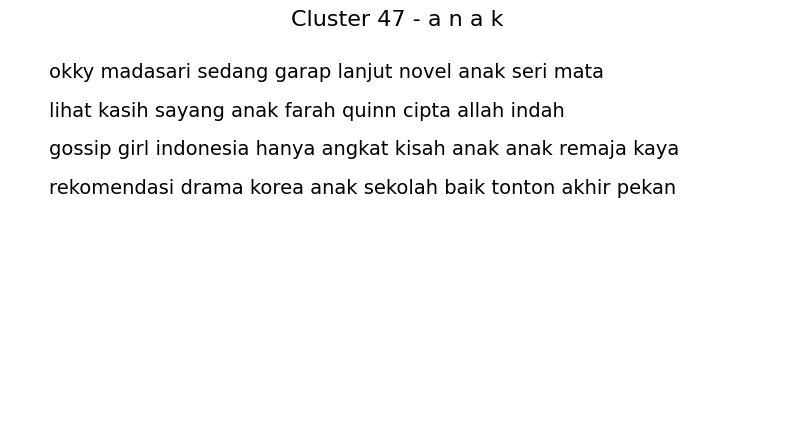 Cluster 47 - a n a k
okky madasari sedang garap lanjut novel anak seri mata
lihat kasih sayang anak farah quinn cipta allah indah
gossip girl indonesia hanya angkat kisah anak anak remaja kaya
rekomendasi drama korea anak sekolah baik tonton akhir pekan